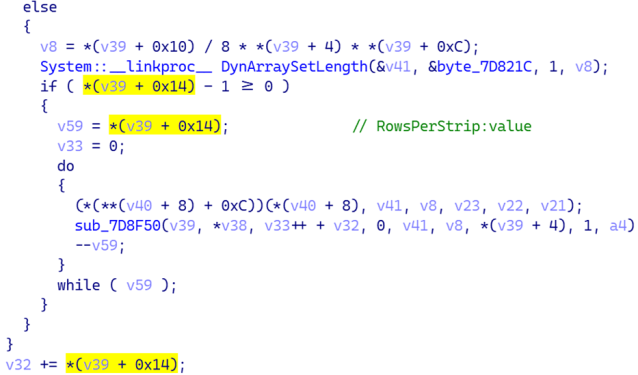 else
{
v8 = *(v39 + 0x10) / 8 * *(v39 + 4) * *(v39 + 0xC);
System::__linkproc__ DynArraySetLength(&v41, &byte_7D821C, 1, v8);
if ( *(v39 + 0x14) - 1 ≥ 0 )
{
v59 = *(v39 + 0x14); // RowsPerStrip:value
v33 = 0;
do
{
(*(**(v40 + 8) + 0xC))(*(v40 + 8), v41, v8, v23, v22, v21);
sub_7D8F50(v39, *v38, v33++ + v32, 0, v41, v8, *(v39 + 4), 1, a4)
--v59;
}
while ( v59 );
}
}
}
v32 += *(v39 + 0x14);